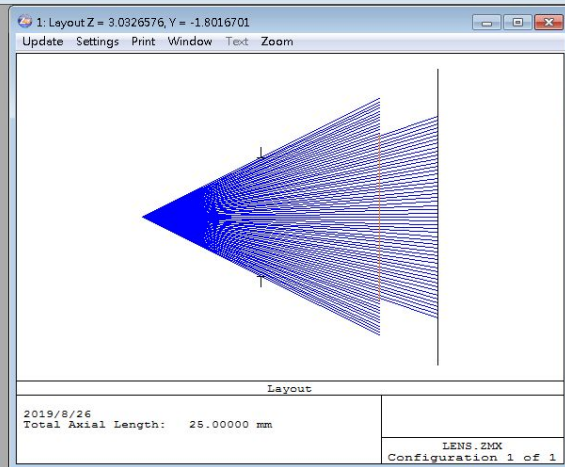 1: Layout Z = 3.0326576, Y = -1.8016701
Update Settings Print Window Text Zoom
Layout
2019/8/26
Total Axial Length: 25.00000 mm
LENS.ZMX
Configuration 1 of 1